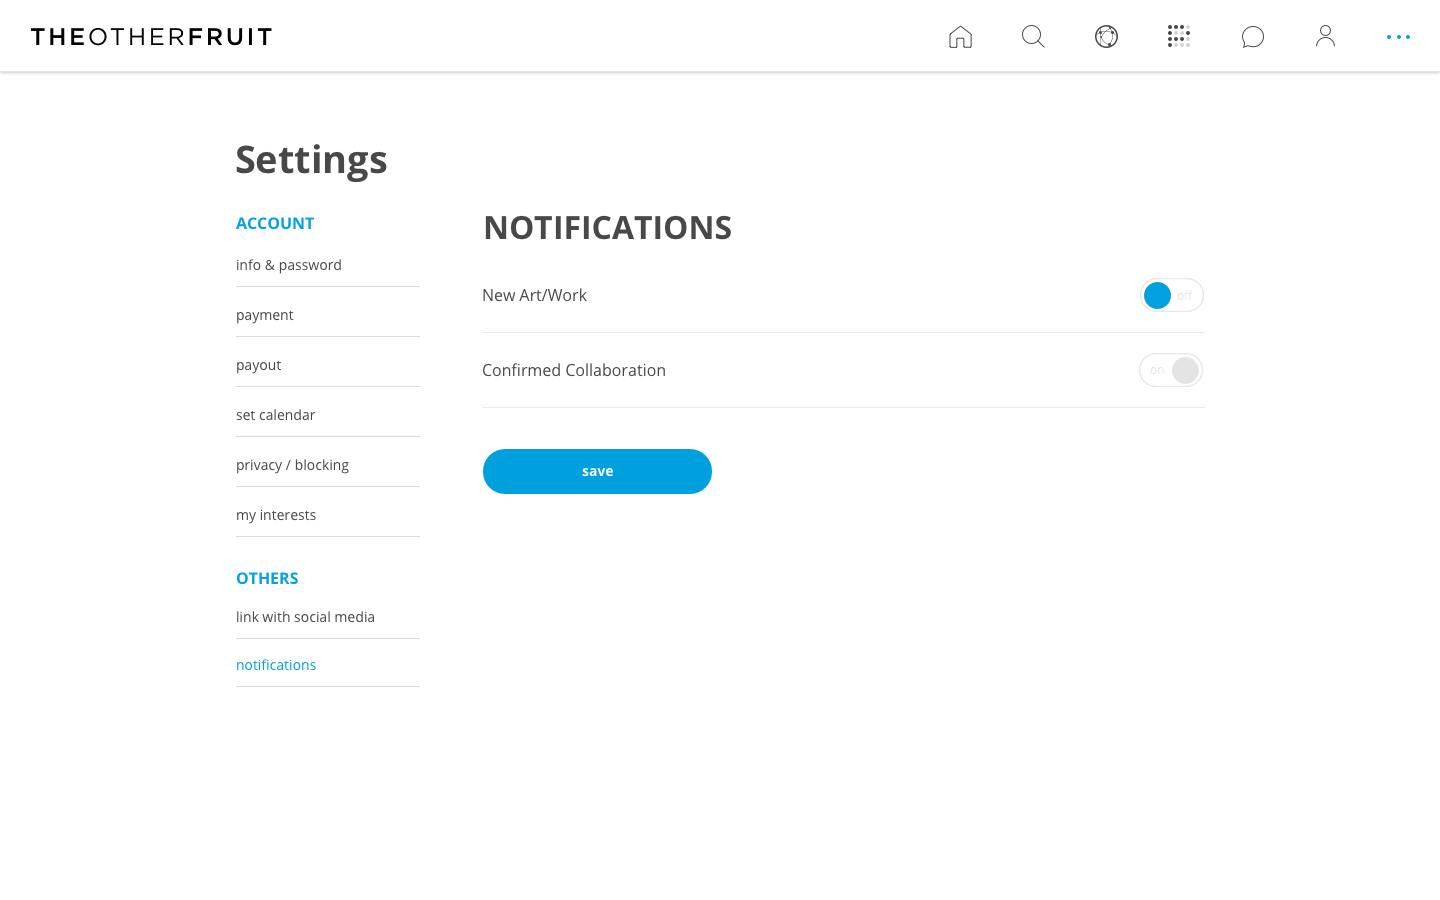 THEOTHERFRUIT
Settings
ACCOUNT
info & password
payment
payout
set calendar
privacy / blocking
my interests
OTHERS
link with social media
notifications
NOTIFICATIONS
New Art/Work
off
Confirmed Collaboration
on
save